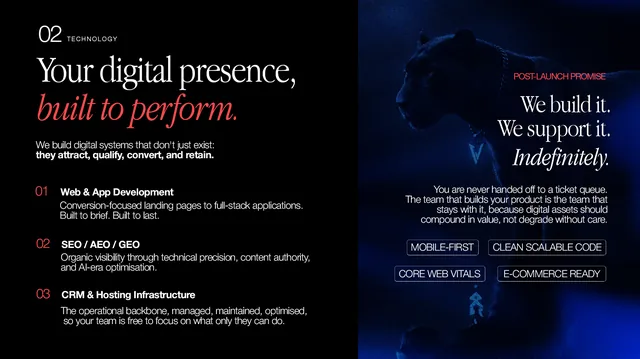 02 TECHNOLOGY
Your digital presence,
built to perform.
We build digital systems that don't just exist:
they attract, qualify, convert, and retain.
01 Web & App Development
Conversion-focused landing pages to full-stack applications.
Built to brief. Built to last.
02 SEO / AEO / GEO
Organic visibility through technical precision, content authority,
and AI-era optimisation.
03 CRM & Hosting Infrastructure
The operational backbone, managed, maintained, optimised,
so your team is free to focus on what only they can do.
POST-LAUNCH PROMISE
We build it.
We support it.
Indefinitely.
You are never handed off to a ticket queue.
The team that builds your product is the team that
stays with it, because digital assets should
compound in value, not degrade without care.
MOBILE-FIRST
CLEAN SCALABLE CODE
CORE WEB VITALS
E-COMMERCE READY